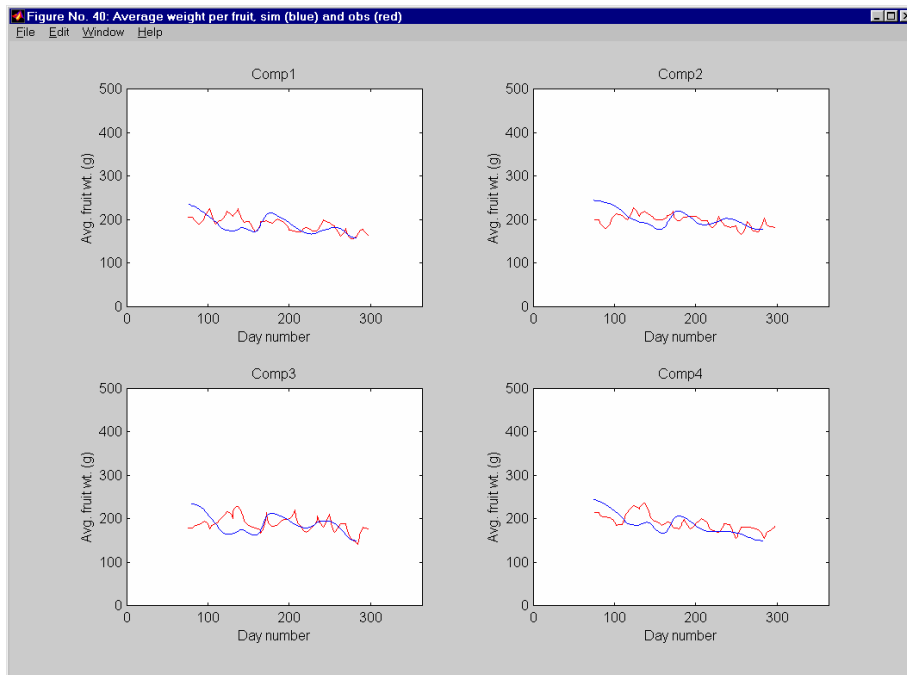 Figure No. 40: Average weight per fruit, sim (blue) and obs (red)
File Edit Window Help
Comp1
500
400
300
200
100
0
Avg. fruit wt. (g)
0 100 200 300
Day number
Comp2
500
400
300
200
100
0
Avg. fruit wt. (g)
0 100 200 300
Day number
Comp3
500
400
300
200
100
0
Avg. fruit wt. (g)
0 100 200 300
Day number
Comp4
500
400
300
200
100
0
Avg. fruit wt. (g)
0 100 200 300
Day number